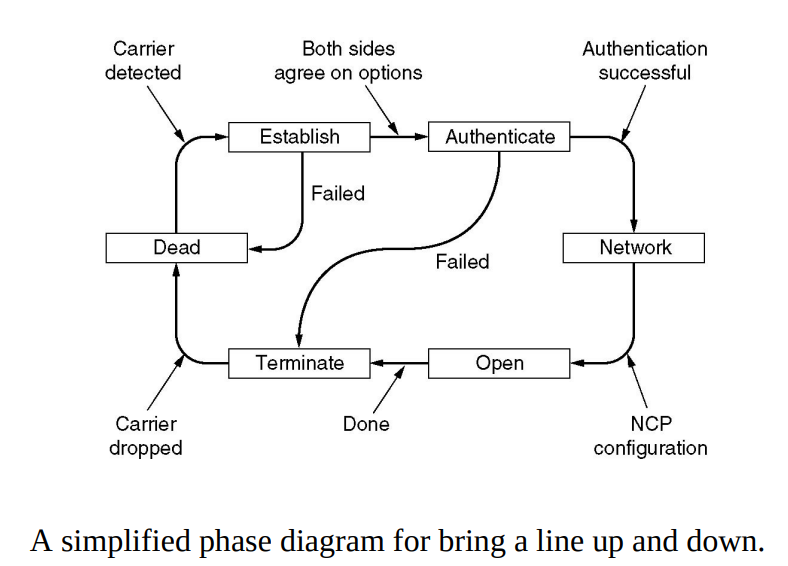 Carrier
detected
Both sides
agree on options
Authentication
successful
Establish
Authenticate
Failed
Dead
Failed
Network
Terminate
Open
Carrier
dropped
Done
NCP
configuration
A simplified phase diagram for bring a line up and down.